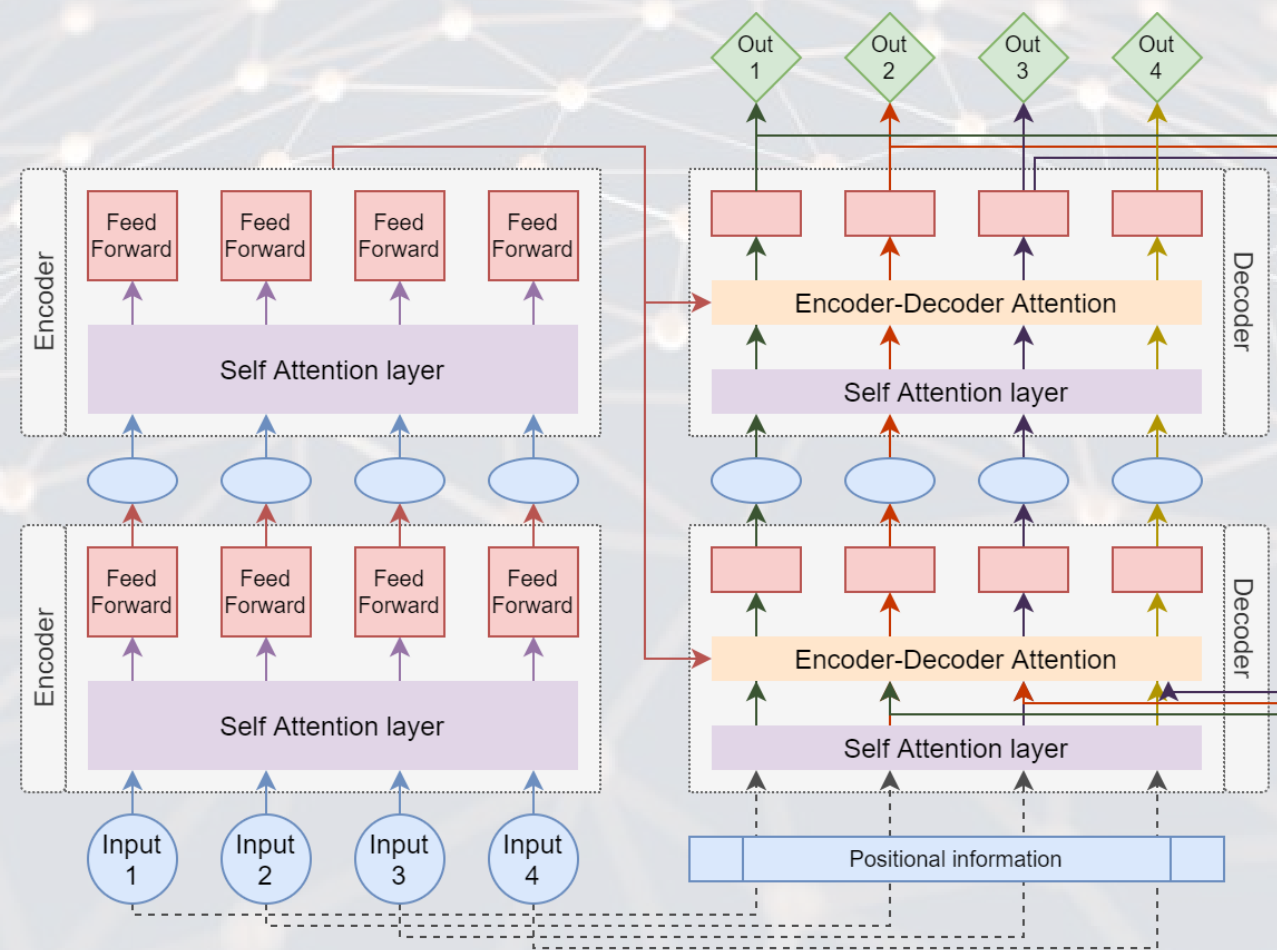 Out
1
Out
2
Out
3
Out
4
Encoder
Feed
Forward
Feed
Forward
Feed
Forward
Feed
Forward
Self Attention layer
Encoder-Decoder Attention
Self Attention layer
Decoder
Encoder
Feed
Forward
Feed
Forward
Feed
Forward
Feed
Forward
Self Attention layer
Encoder-Decoder Attention
Self Attention layer
Decoder
Input
1
Input
2
Input
3
Input
4
Positional information